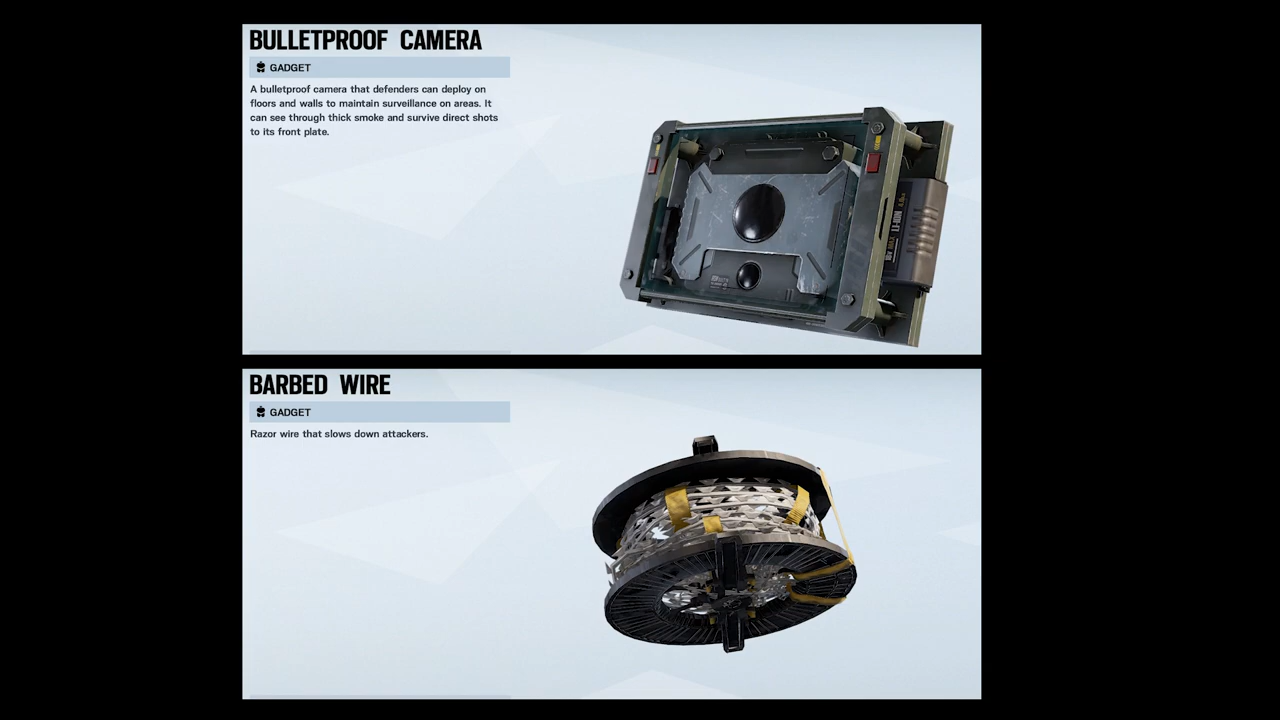 BULLETPROOF CAMERA
GADGET
A bulletproof camera that defenders can deploy on
floors and walls to maintain surveillance on areas. It
can see through thick smoke and survive direct shots
to its front plate.
LI-ION
BARBED WIRE
GADGET
Razor wire that slows down attackers.